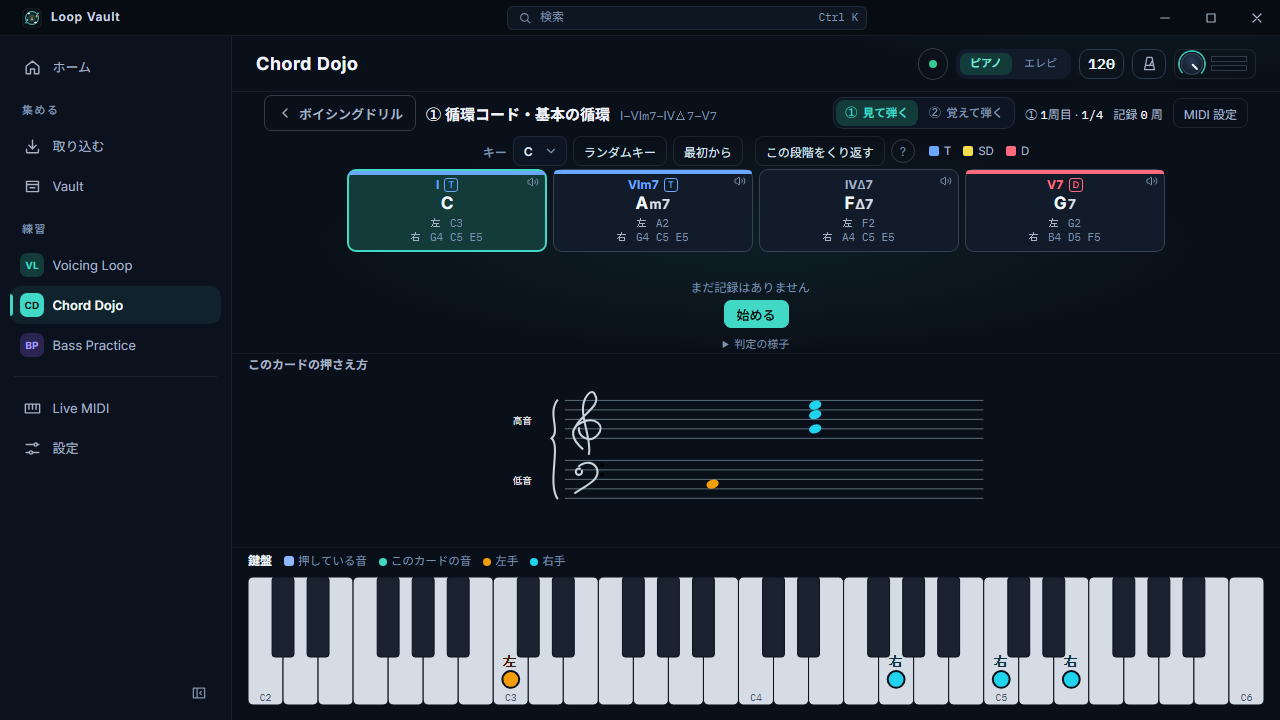 Loop Vault
検索
Ctrl K
ホーム
集める
取り込む
Vault
練習
VL Voicing Loop
CD Chord Dojo
BP Bass Practice
Live MIDI
設定
Chord Dojo
ピアノ エレピ 120
ボイシングドリル ① 循環コード・基本の循環 I–VIm7–IV△7–V7
① 見て弾く ② 覚えて弾く ① 1周目・1/4 記録 0 周 MIDI 設定
キー C ランダムキー 最初から この段階をくり返す ? T SD D
I T
C
左 C3
右 G4 C5 E5
VIm7 T
Am7
左 A2
右 G4 C5 E5
IVΔ7
FΔ7
左 F2
右 A4 C5 E5
V7 D
G7
左 G2
右 B4 D5 F5
まだ記録はありません
始める
▶ 判定の様子
このカードの押さえ方
高音
低音
鍵盤 押している音 このカードの音 左手 右手
左 右 右 右
C2 C3 C4 C5 C6